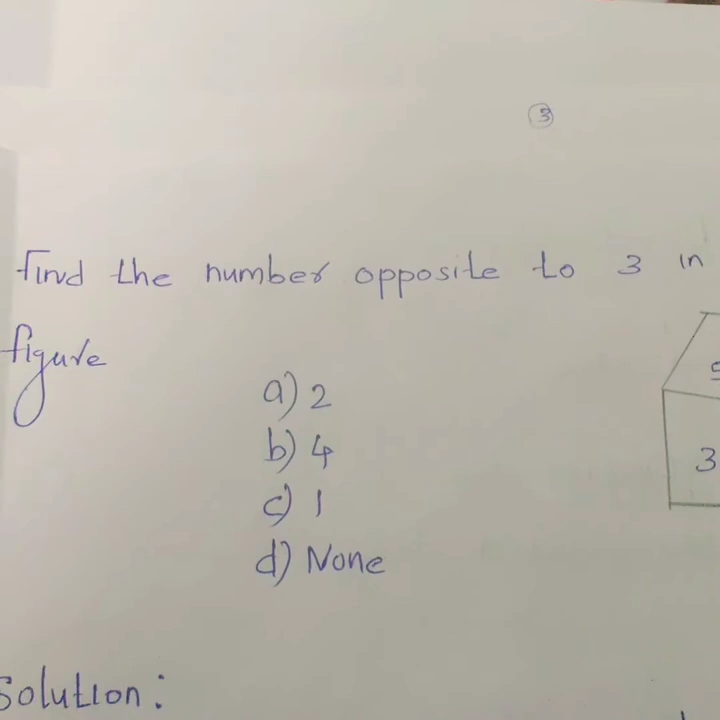 3
find the number opposite to 3 in
figure
a) 2
b) 4
c) 1
d) None
3
Solution: